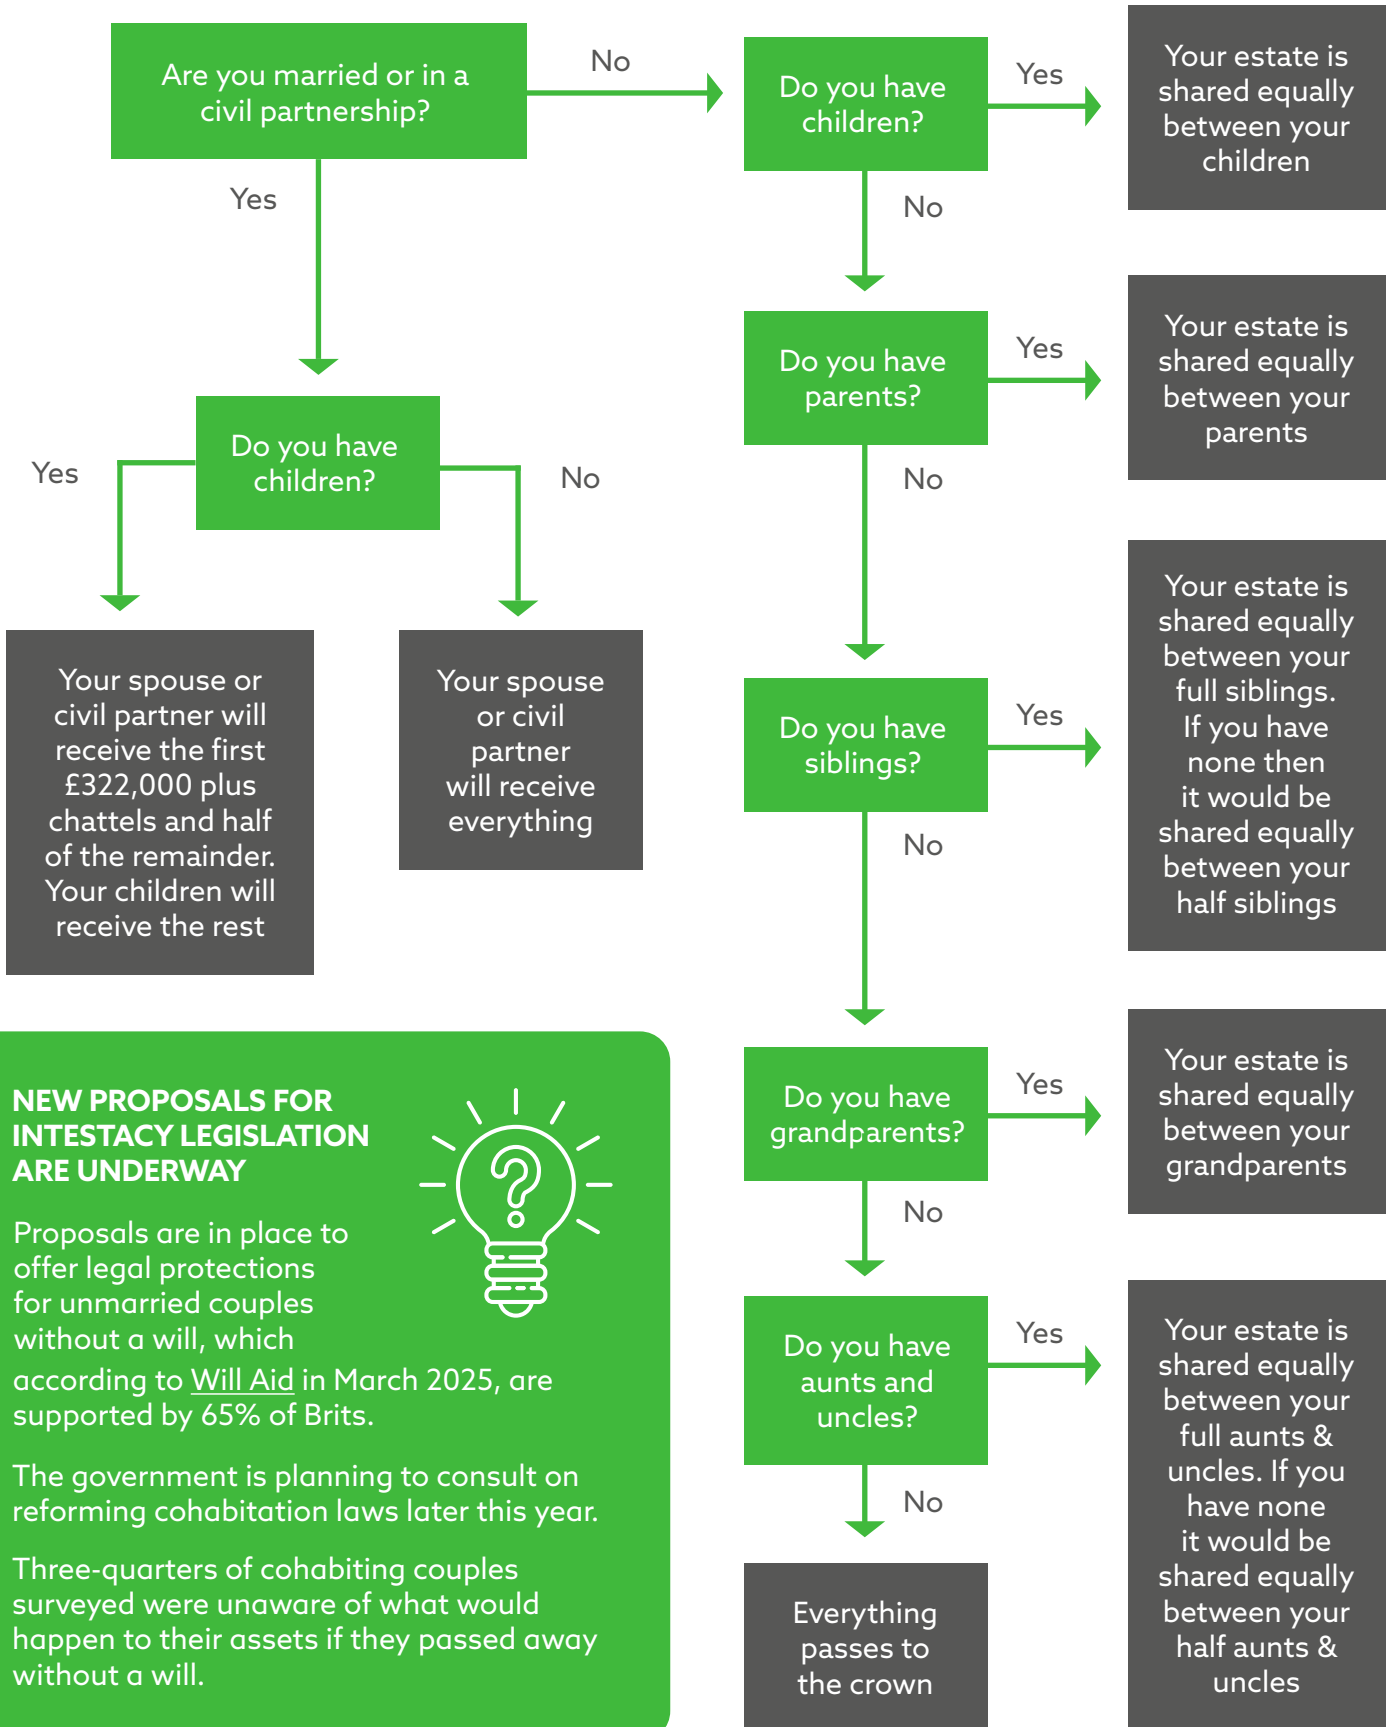 Are you married or in a
civil partnership?
No
Do you have
children?
Yes
Your estate is
shared equally
between your
children
Yes
No
Do you have
parents?
Yes
Your estate is
shared equally
between your
parents
Do you have
children?
Yes
No
No
Your spouse or
civil partner will
receive the first
£322,000 plus
chattels and half
of the remainder.
Your children will
receive the rest
Your spouse
or civil
partner
will receive
everything
Do you have
siblings?
Yes
Your estate is
shared equally
between your
full siblings.
If you have
none then
it would be
shared equally
between your
half siblings
No
Do you have
grandparents?
Yes
Your estate is
shared equally
between your
grandparents
No
Do you have
aunts and
uncles?
Yes
Your estate is
shared equally
between your
full aunts &
uncles. If you
have none
it would be
shared equally
between your
half aunts &
uncles
No
Everything
passes to
the crown
NEW PROPOSALS FOR
INTESTACY LEGISLATION
ARE UNDERWAY
Proposals are in place to
offer legal protections
for unmarried couples
without a will, which
according to Will Aid in March 2025, are
supported by 65% of Brits.
The government is planning to consult on
reforming cohabitation laws later this year.
Three-quarters of cohabiting couples
surveyed were unaware of what would
happen to their assets if they passed away
without a will.